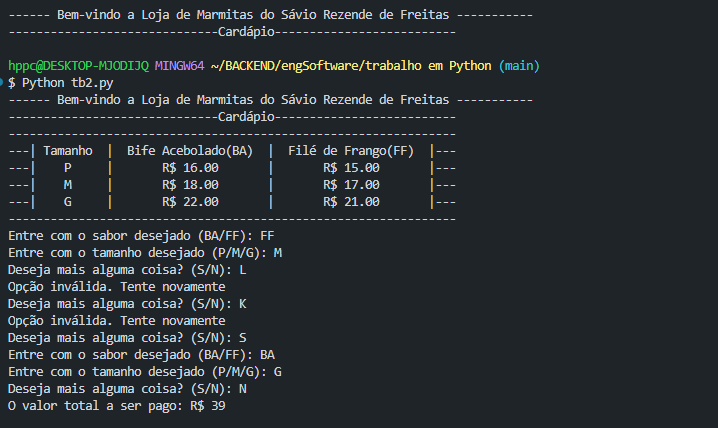 ------ Bem-vindo a Loja de Marmitas do Sávio Rezende de Freitas -----------
------------------------------Cardápio--------------------------
hppc@DESKTOP-MJODIJQ MINGW64 ~/BACKEND/engSoftware/trabalho em Python (main)
$ Python tb2.py
------ Bem-vindo a Loja de Marmitas do Sávio Rezende de Freitas -----------
------------------------------Cardápio--------------------------
----------------------------------------------------------------
---| Tamanho  |  Bife Acebolado(BA)  |  Filé de Frango(FF)  |---
---|    P     |       R$ 16.00       |       R$ 15.00       |---
---|    M     |       R$ 18.00       |       R$ 17.00       |---
---|    G     |       R$ 22.00       |       R$ 21.00       |---
----------------------------------------------------------------
Entre com o sabor desejado (BA/FF): FF
Entre com o tamanho desejado (P/M/G): M
Deseja mais alguma coisa? (S/N): L
Opção inválida. Tente novamente
Deseja mais alguma coisa? (S/N): K
Opção inválida. Tente novamente
Deseja mais alguma coisa? (S/N): S
Entre com o sabor desejado (BA/FF): BA
Entre com o tamanho desejado (P/M/G): G
Deseja mais alguma coisa? (S/N): N
O valor total a ser pago: R$ 39